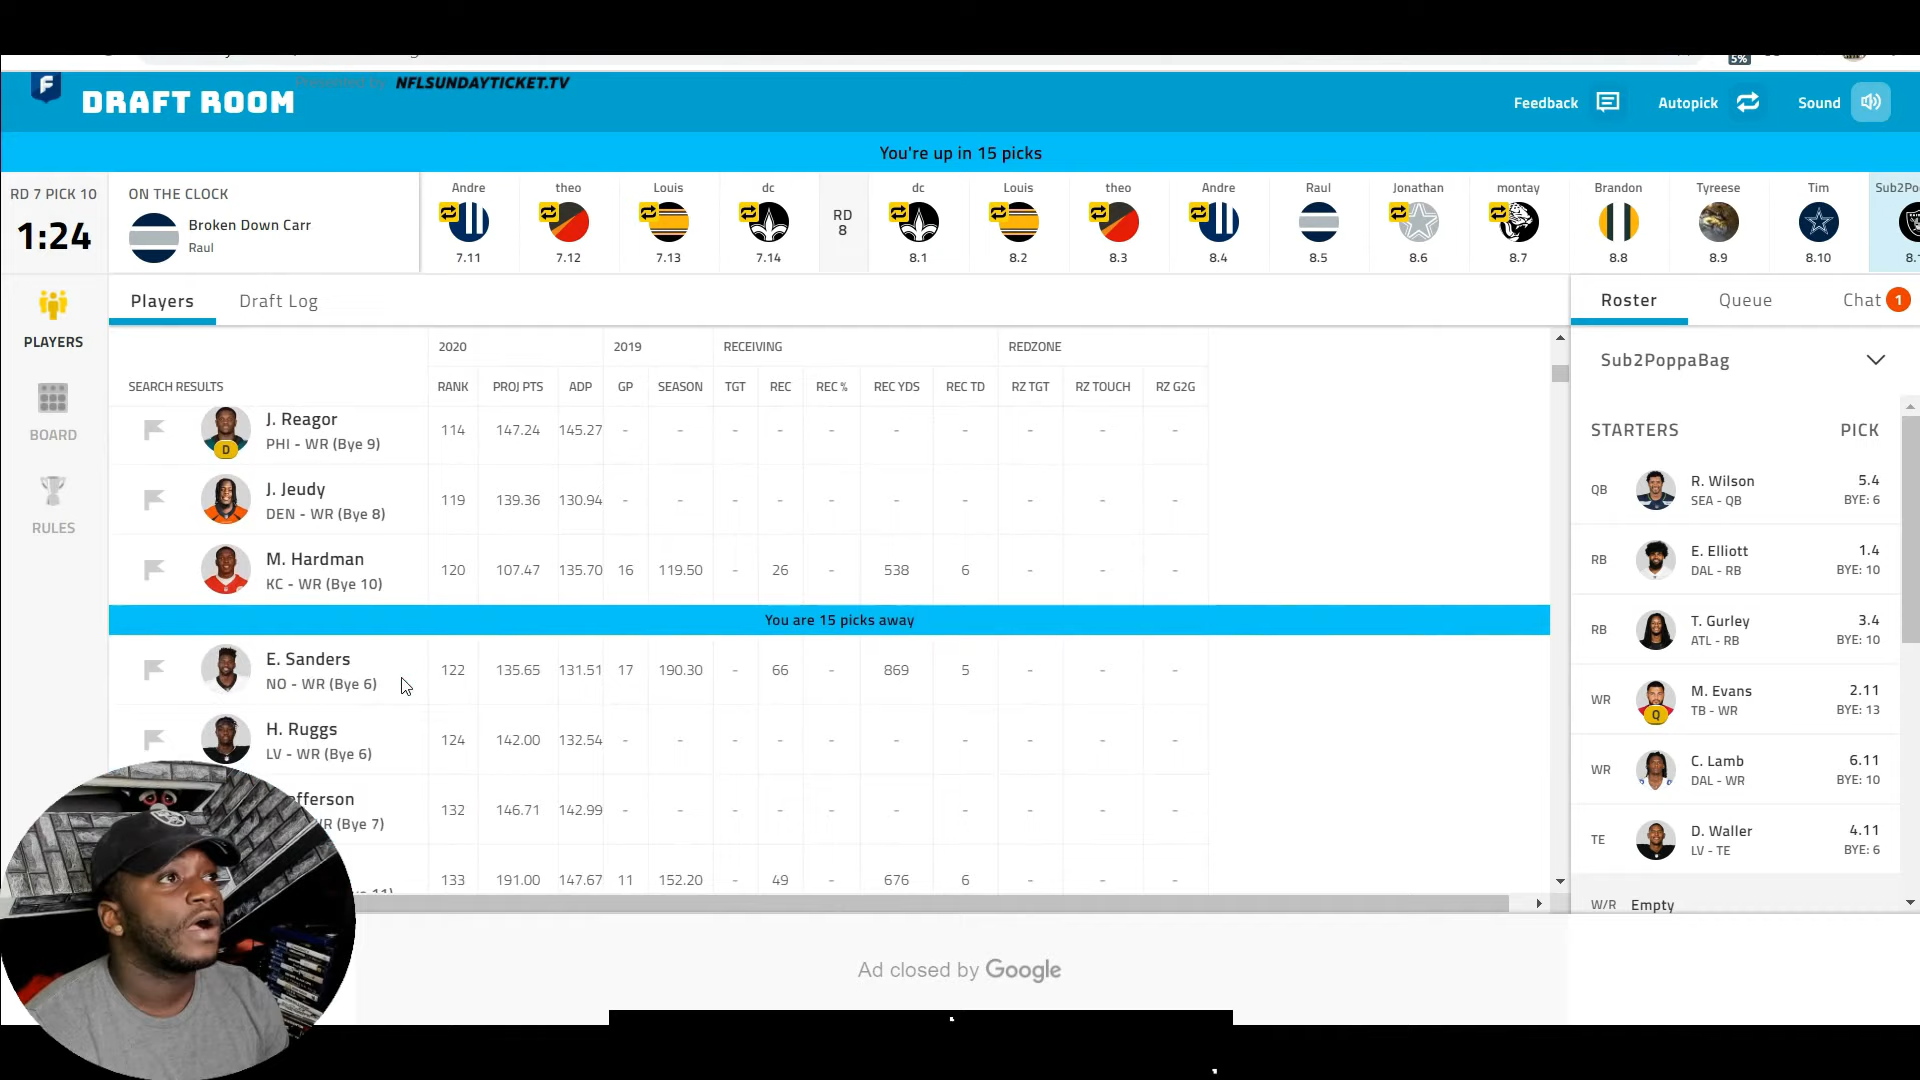 5%
F
DRAFT ROOM
NFLSUNDAYTICKET.TV
Feedback
Autopick
Sound
You're up in 15 picks
RD 7 PICK 10
1:24
ON THE CLOCK
Broken Down Carr
Raul
Andre
7.11
theo
7.12
Louis
7.13
dc
7.14
RD
8
dc
8.1
Louis
8.2
theo
8.3
Andre
8.4
Raul
8.5
Jonathan
8.6
montay
8.7
Brandon
8.8
Tyreese
8.9
Tim
8.10
Sub2Po
8.
PLAYERS
BOARD
RULES
Players
Draft Log
2020 2019 RECEIVING REDZONE
SEARCH RESULTS RANK PROJ PTS ADP GP SEASON TGT REC REC % REC YDS REC TD RZ TGT RZ TOUCH RZ G2G
D
J. Reagor
PHI - WR (Bye 9)
114 147.24 145.27 - - - - - - - - - -
J. Jeudy
DEN - WR (Bye 8)
119 139.36 130.94 - - - - - - - - - -
M. Hardman
KC - WR (Bye 10)
120 107.47 135.70 16 119.50 - 26 - 538 6 - - -
You are 15 picks away
E. Sanders
NO - WR (Bye 6)
122 135.65 131.51 17 190.30 - 66 - 869 5 - - -
H. Ruggs
LV - WR (Bye 6)
124 142.00 132.54 - - - - - - - - - -
efferson
R (Bye 7)
132 146.71 142.99 - - - - - - - - - -
133 191.00 147.67 11 152.20 - 49 - 676 6 - - -
Roster
Queue
Chat 1
Sub2PoppaBag
STARTERS PICK
QB
R. Wilson
SEA - QB
5.4
BYE: 6
RB
E. Elliott
DAL - RB
1.4
BYE: 10
RB
T. Gurley
ATL - RB
3.4
BYE: 10
WR
Q
M. Evans
TB - WR
2.11
BYE: 13
WR
C. Lamb
DAL - WR
6.11
BYE: 10
TE
D. Waller
LV - TE
4.11
BYE: 6
W/R Empty
Ad closed by Google